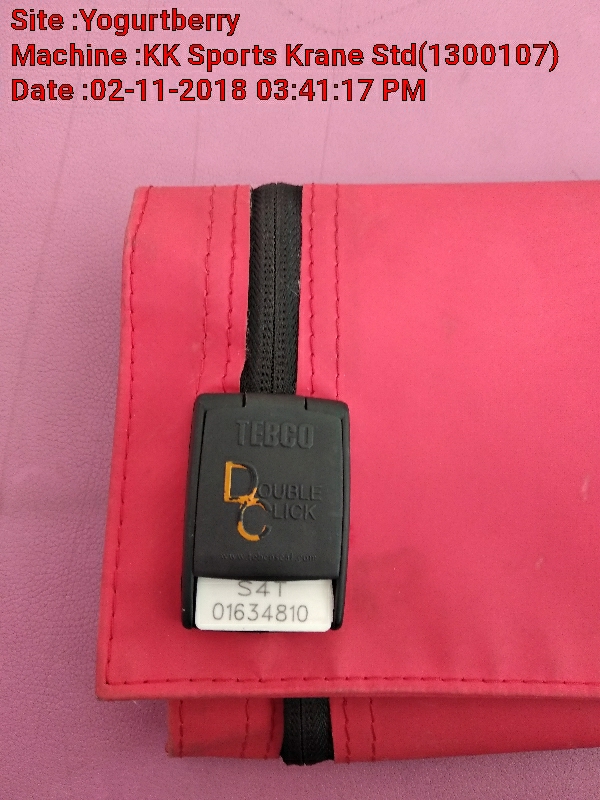 Site :Yogurtberry
Machine :KK Sports Krane Std(1300107)
Date :02-11-2018 03:41:17 PM
TEBCO
DOUBLE
CLICK
S4T
01634810